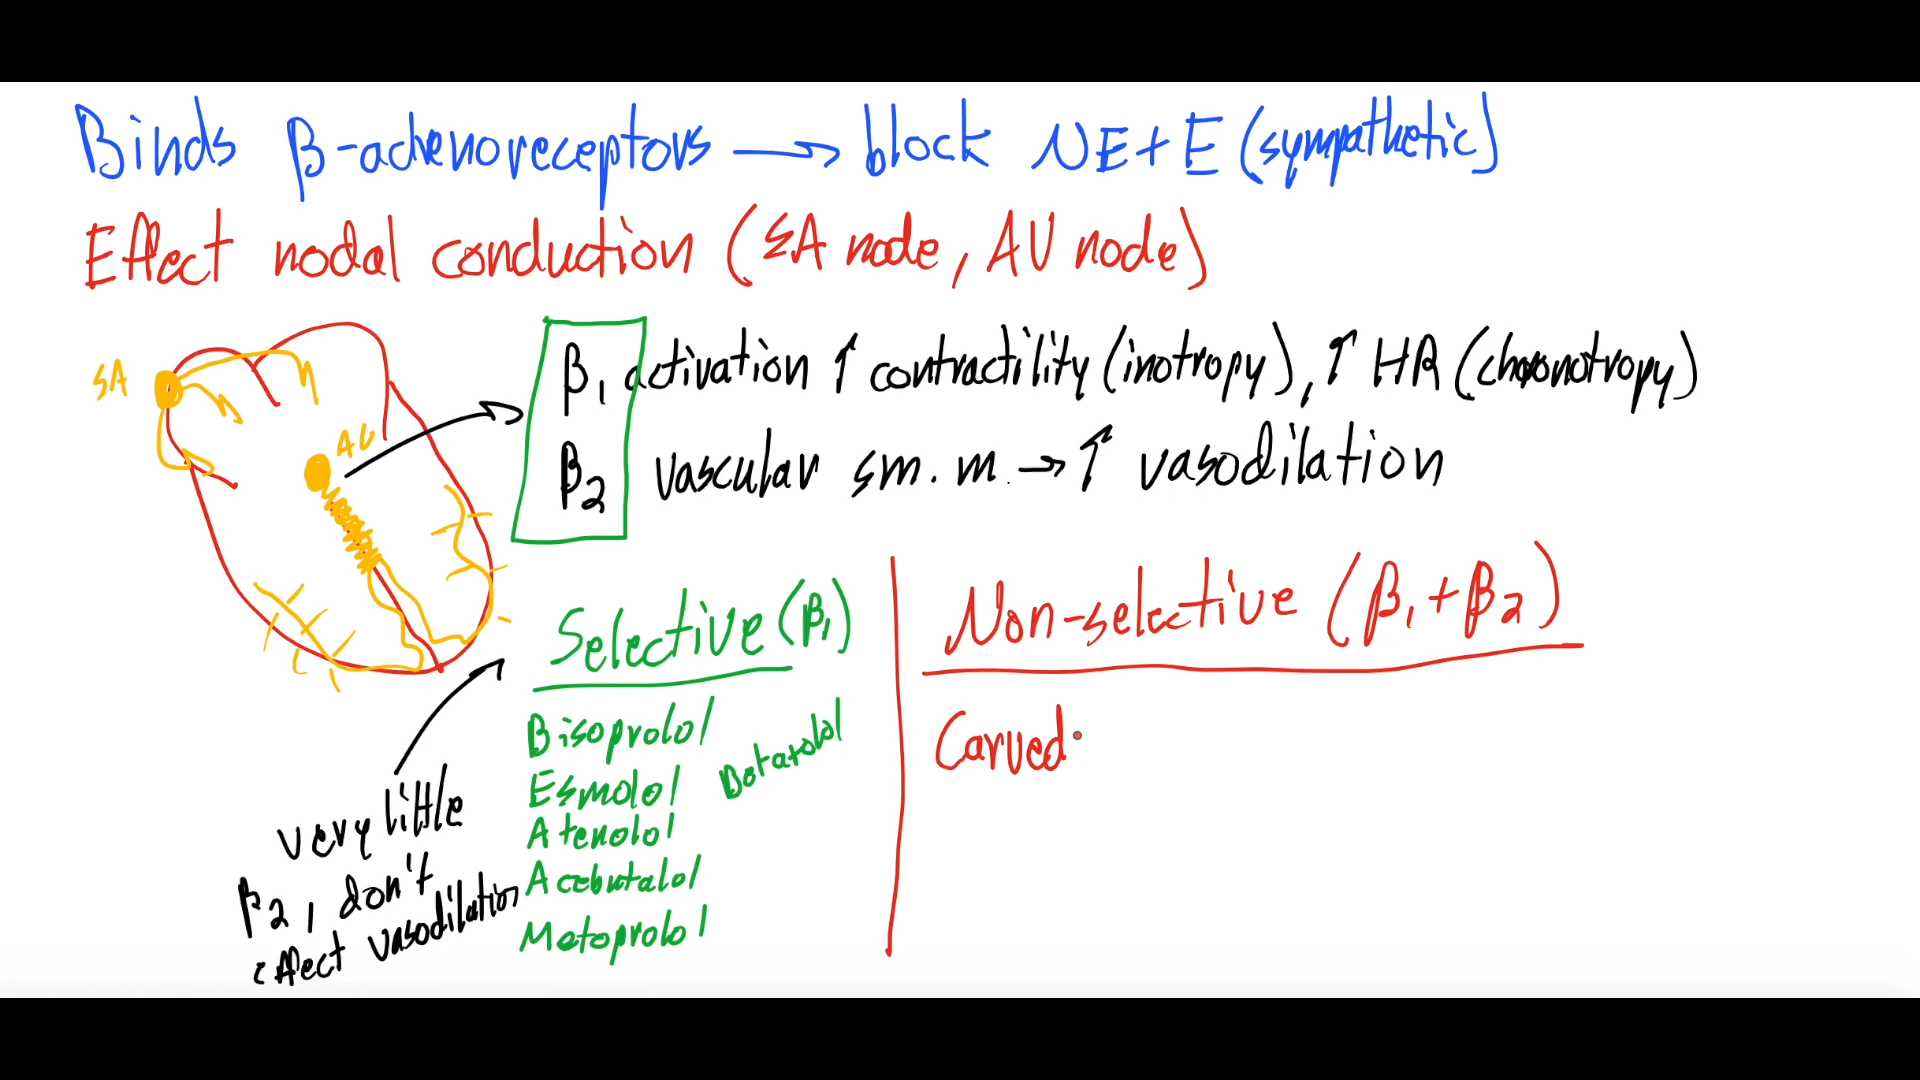 Binds β-adrenoreceptors → block NE+E (sympathetic)
Effect nodal conduction (SA node, AV node)
SA
AV
β1 activation ↑ contractility (inotropy), ↑ HR (chronotropy)
β2 vascular sm. m. → ↑ vasodilation
Selective (β1)
Bisoprolol
Esmolol
Atenolol
Acebutalol
Metoprolol
Betaxolol
very little
β2, don't
effect vasodilation
Non-selective (β1+β2)
Carved